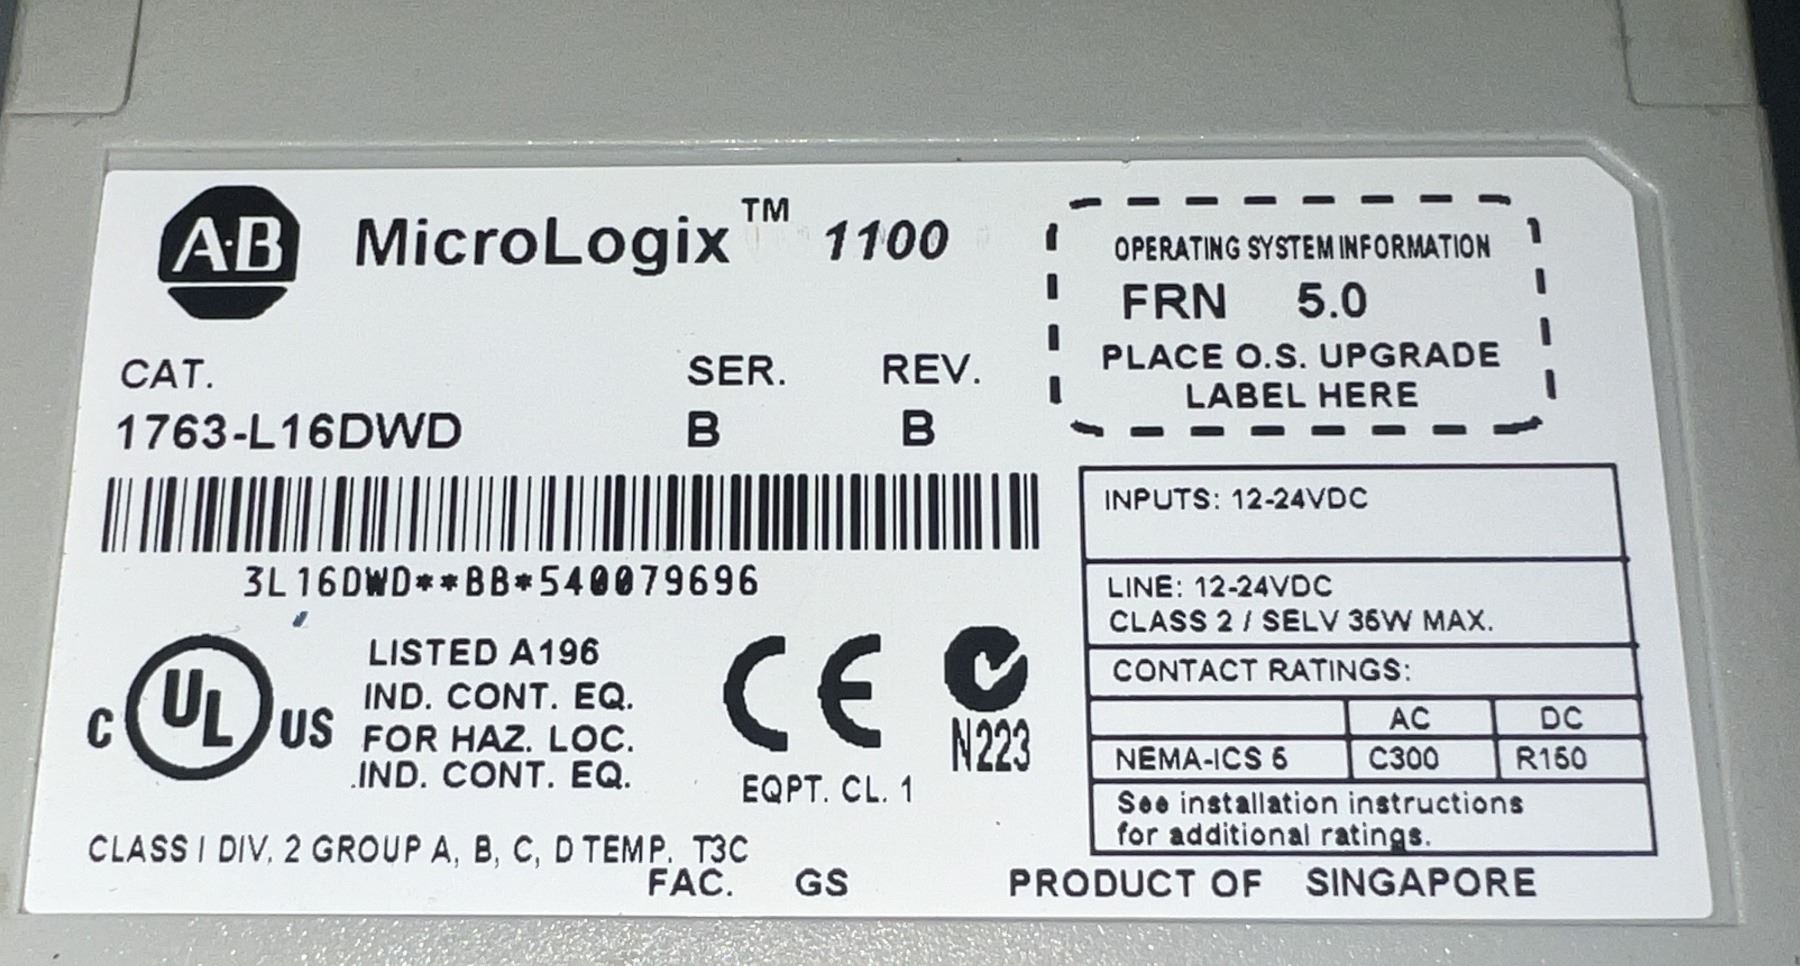 A·B MicroLogix™ 1100
CAT. SER. REV.
1763-L16DWD B B
3L16DWD**BB*540079696
C UL US
LISTED A196
IND. CONT. EQ.
FOR HAZ. LOC.
.IND. CONT. EQ.
CE
EQPT. CL. 1
N223
CLASS I DIV. 2 GROUP A, B, C, D TEMP. T3C
FAC. GS
OPERATING SYSTEM INFORMATION
FRN 5.0
PLACE O.S. UPGRADE
LABEL HERE
INPUTS: 12-24VDC
LINE: 12-24VDC
CLASS 2 / SELV 35W MAX.
CONTACT RATINGS:
AC DC
NEMA-ICS 5 C300 R150
See installation instructions
for additional ratings.
PRODUCT OF SINGAPORE